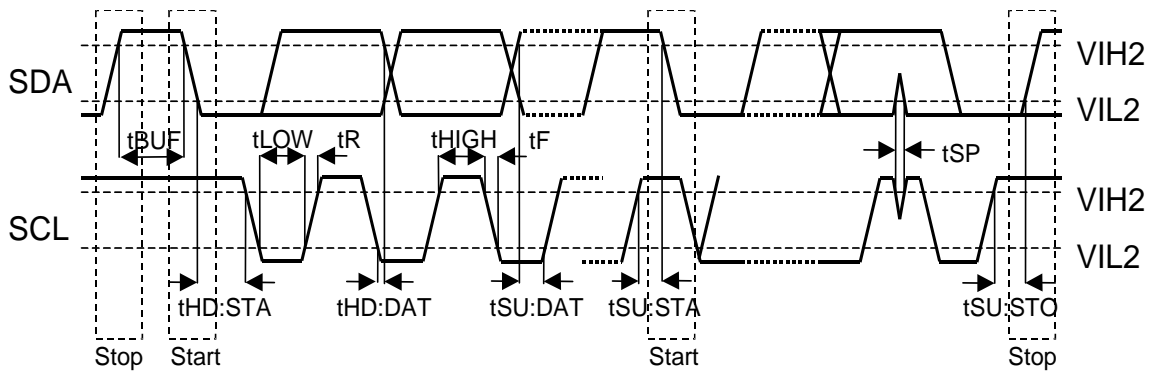 VIH2
SDA
VIL2
tBUF
tLOW
tR
tHIGH
tF
tSP
VIH2
SCL
VIL2
tHD:STA
tHD:DAT
tSU:DAT
tSU:STA
tSU:STO
Stop
Start
Start
Stop